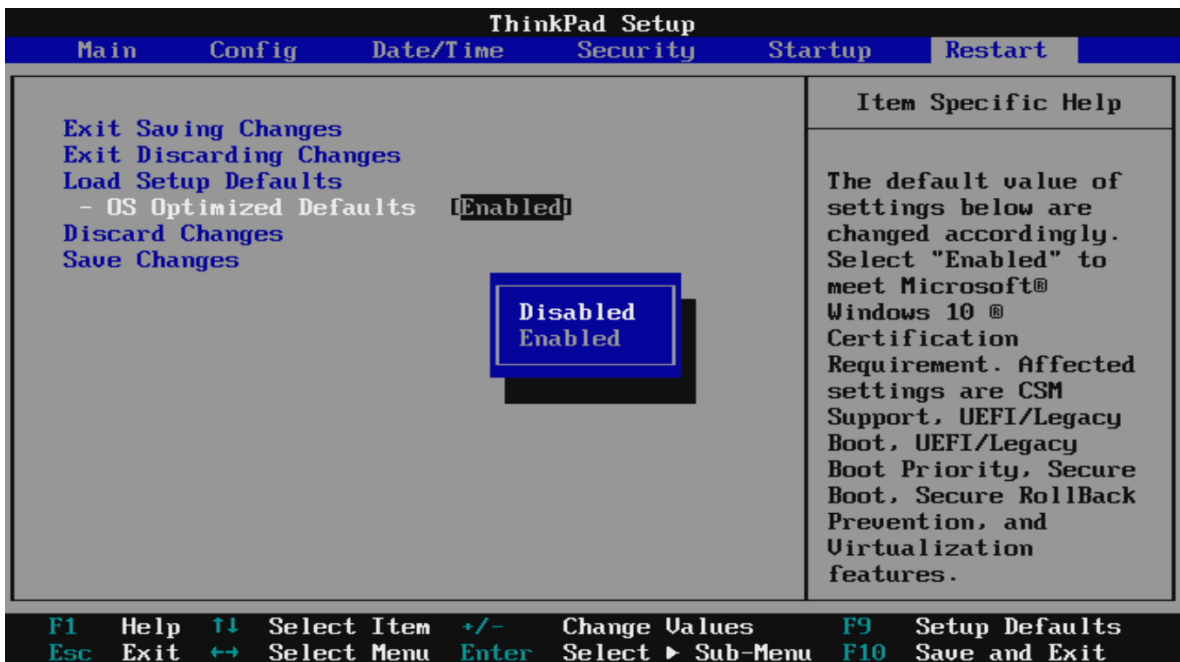 ThinkPad Setup
Main Config Date/Time Security Startup Restart
Exit Saving Changes
Exit Discarding Changes
Load Setup Defaults
- OS Optimized Defaults [Enabled]
Discard Changes
Save Changes
Disabled
Enabled
Item Specific Help
The default value of
settings below are
changed accordingly.
Select "Enabled" to
meet Microsoft®
Windows 10 ®
Certification
Requirement. Affected
settings are CSM
Support, UEFI/Legacy
Boot, UEFI/Legacy
Boot Priority, Secure
Boot, Secure RollBack
Prevention, and
Virtualization
features.
F1 Help ↑↓ Select Item +/- Change Values F9 Setup Defaults
Esc Exit ←→ Select Menu Enter Select ▶ Sub-Menu F10 Save and Exit